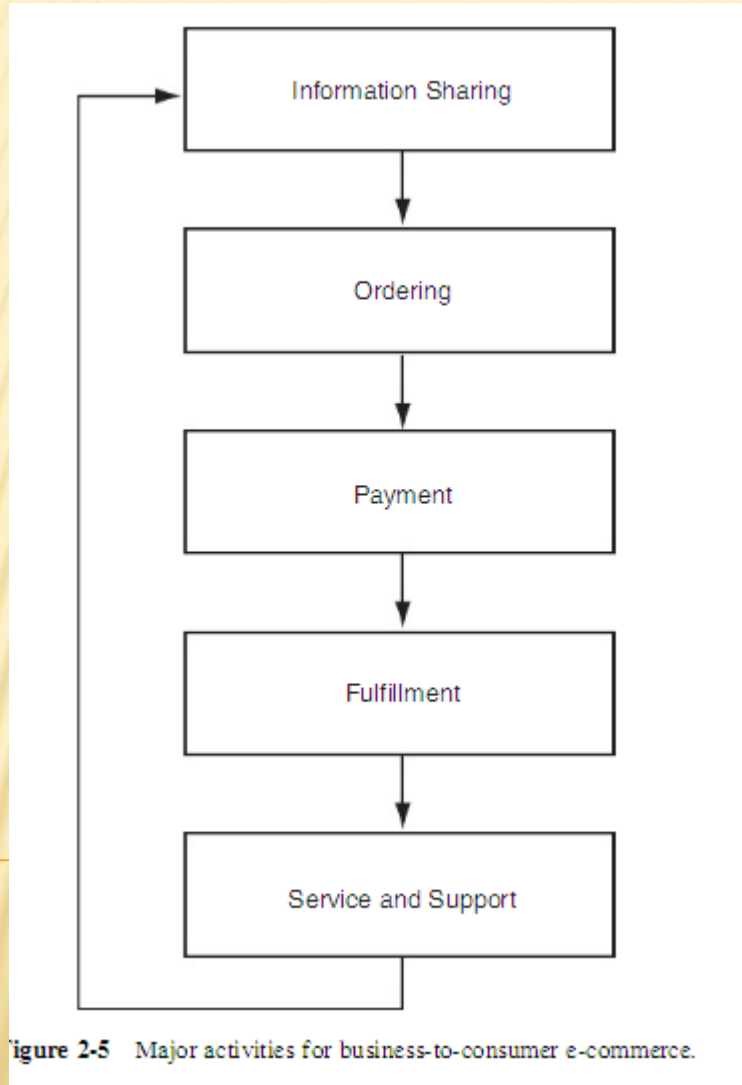 Information Sharing
Ordering
Payment
Fulfillment
Service and Support
igure 2-5 Major activities for business-to-consumer e-commerce.